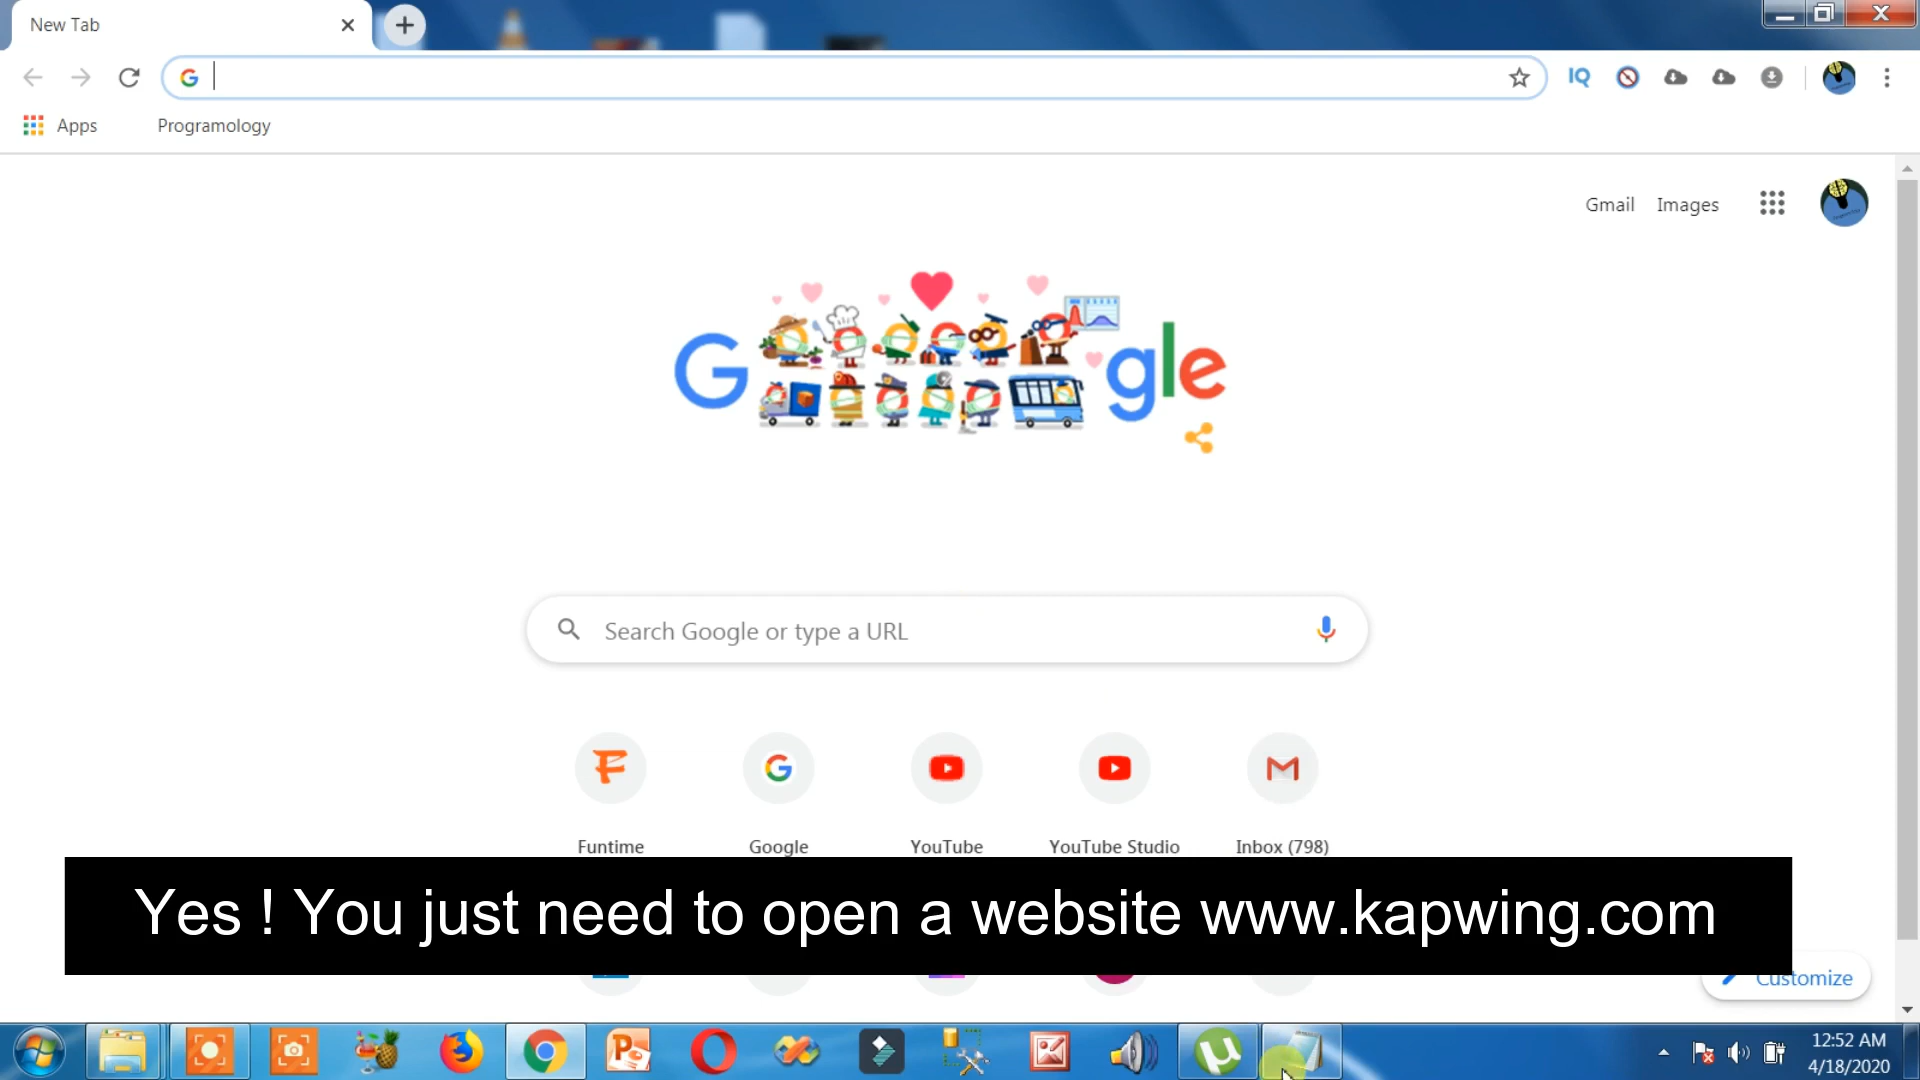 New Tab
Apps
Programology
Gmail
Images
Google
Search Google or type a URL
Funtime
Google
YouTube
YouTube Studio
Inbox (798)
Yes ! You just need to open a website www.kapwing.com
Customize
12:52 AM
4/18/2020